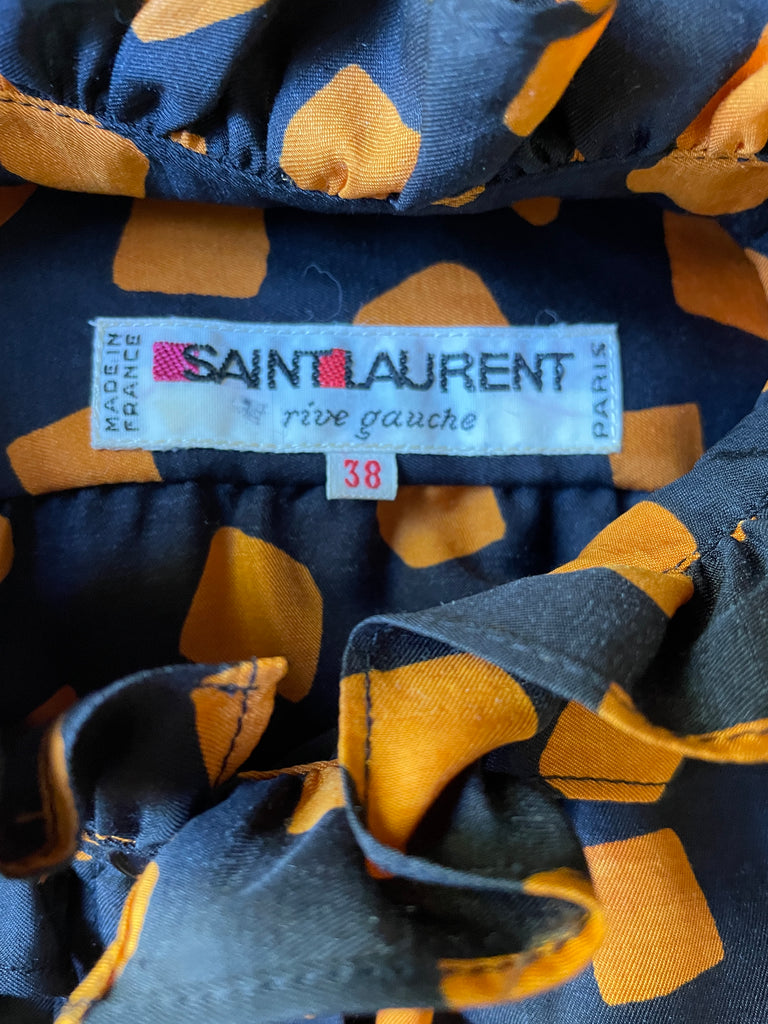 MADE IN
FRANCE
SAINT LAURENT
rive gauche
PARIS
38